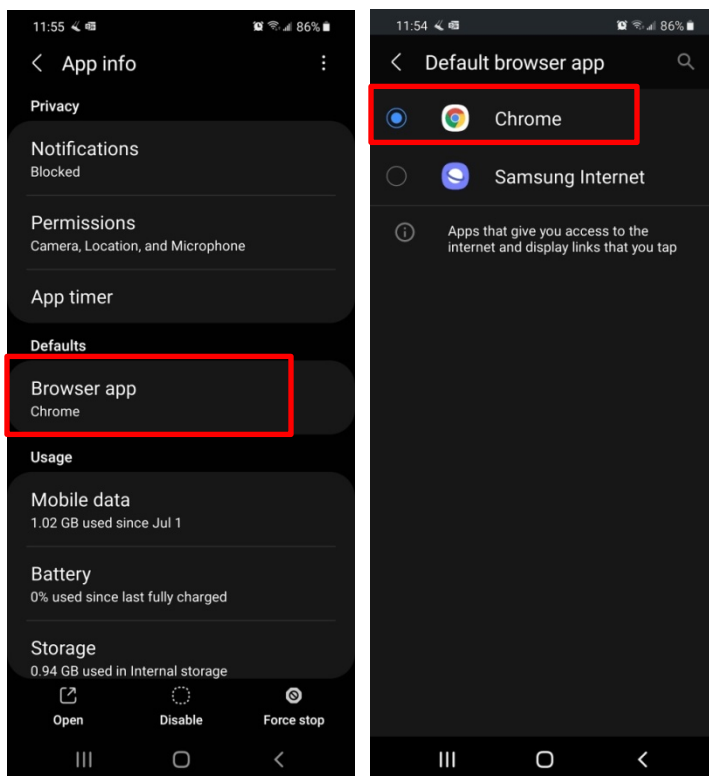 11:55 86%
App info
Privacy
Notifications
Blocked
Permissions
Camera, Location, and Microphone
App timer
Defaults
Browser app
Chrome
Usage
Mobile data
1.02 GB used since Jul 1
Battery
0% used since last fully charged
Storage
0.94 GB used in Internal storage
Open Disable Force stop
11:54 86%
Default browser app
Chrome
Samsung Internet
Apps that give you access to the
internet and display links that you tap